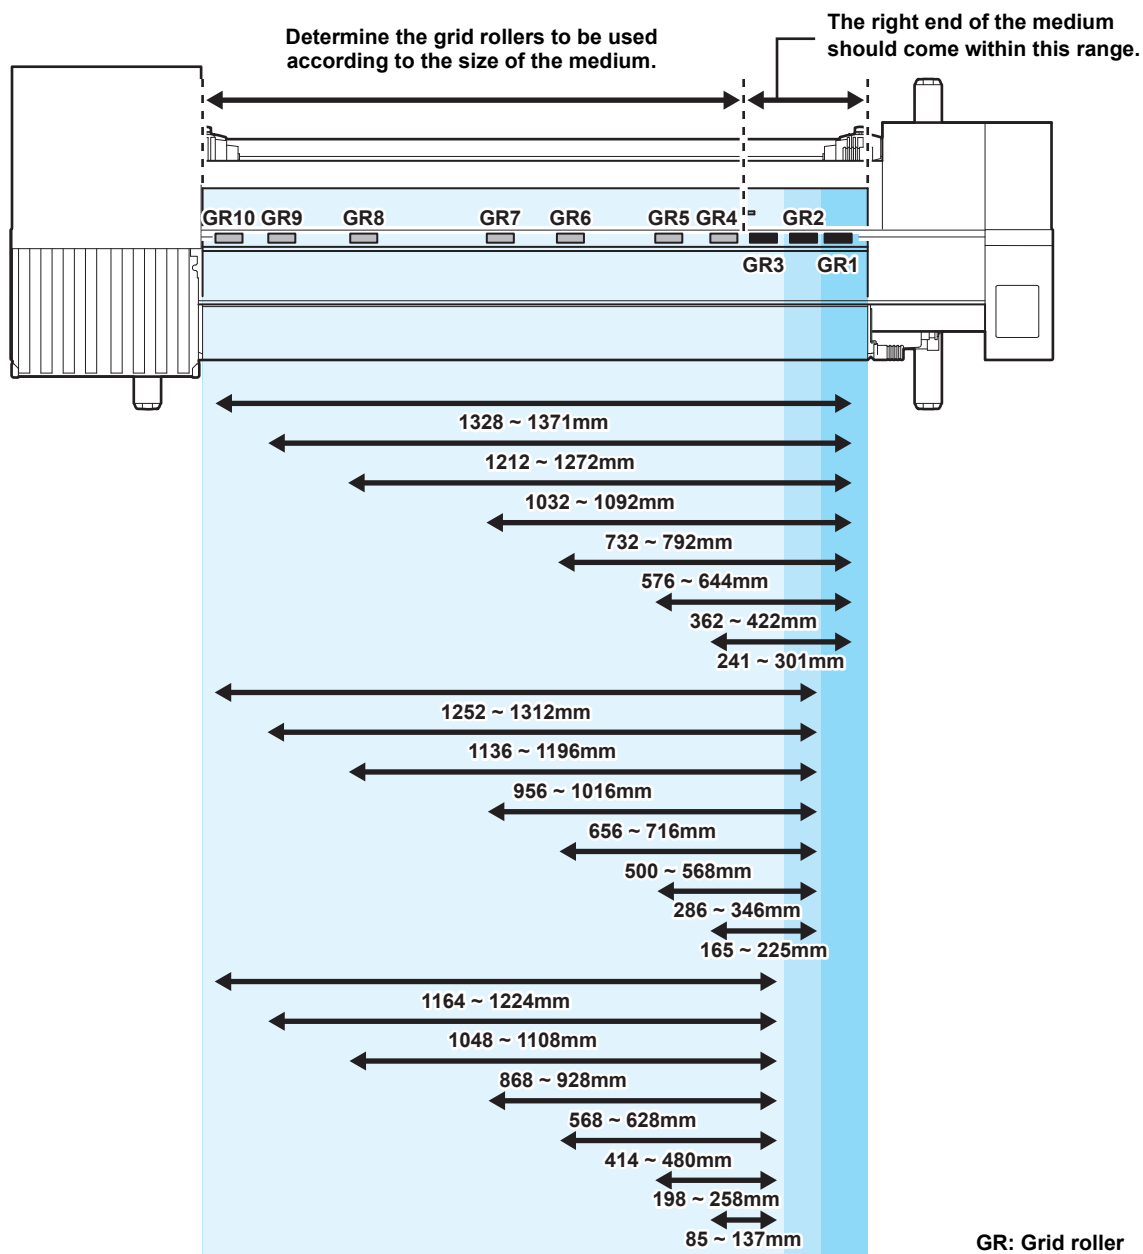 Determine the grid rollers to be used
according to the size of the medium.
The right end of the medium
should come within this range.
GR10 GR9 GR8 GR7 GR6 GR5 GR4 GR2
GR3 GR1
1328 ~ 1371mm
1212 ~ 1272mm
1032 ~ 1092mm
732 ~ 792mm
576 ~ 644mm
362 ~ 422mm
241 ~ 301mm
1252 ~ 1312mm
1136 ~ 1196mm
956 ~ 1016mm
656 ~ 716mm
500 ~ 568mm
286 ~ 346mm
165 ~ 225mm
1164 ~ 1224mm
1048 ~ 1108mm
868 ~ 928mm
568 ~ 628mm
414 ~ 480mm
198 ~ 258mm
85 ~ 137mm
GR: Grid roller